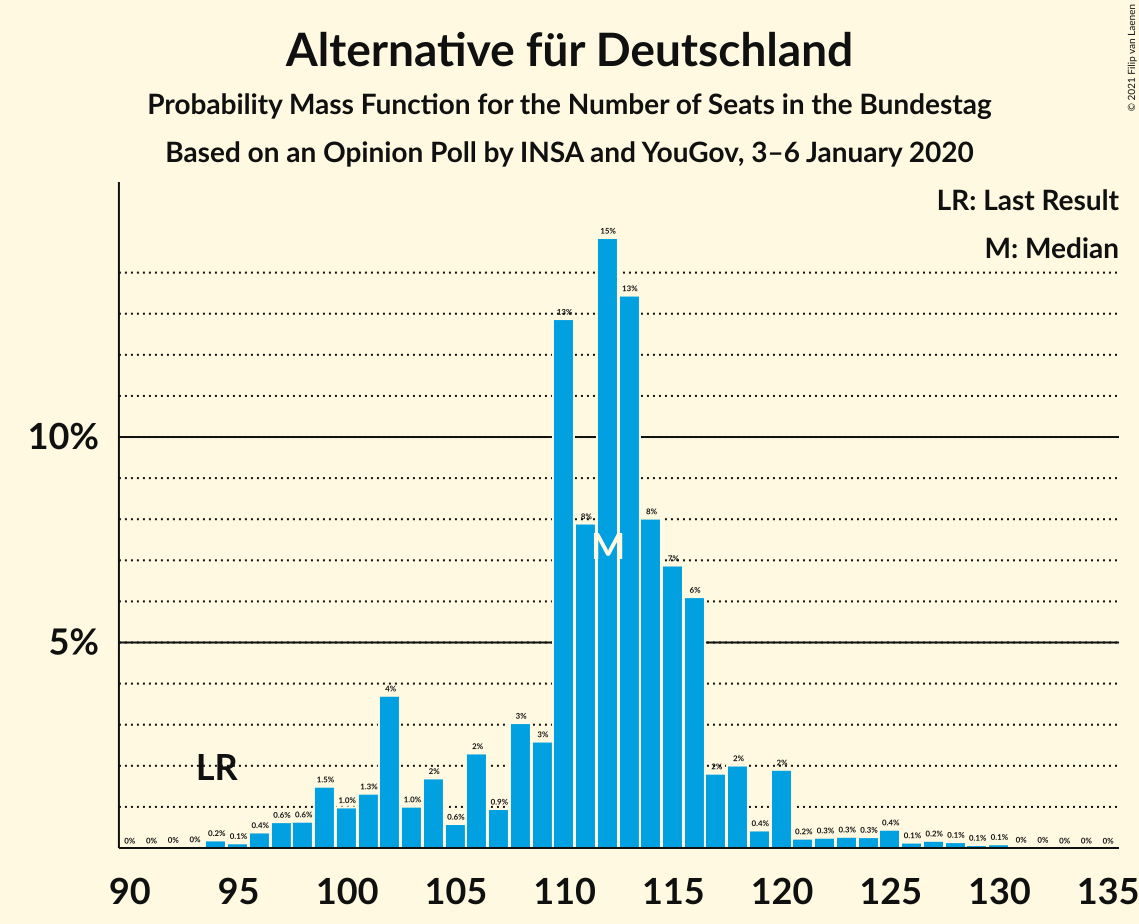 Alternative für Deutschland
Probability Mass Function for the Number of Seats in the Bundestag
Based on an Opinion Poll by INSA and YouGov, 3–6 January 2020
© 2021 Filip van Laenen
LR: Last Result
M: Median
10%
5%
LR
M
0% 0% 0% 0% 0.2% 0.1% 0.4% 0.6% 0.6% 1.5% 1.0% 1.3% 4% 1.0% 2% 0.6% 2% 0.9% 3% 3% 13% 8% 15% 13% 8% 7% 6% 2% 2% 0.4% 2% 0.2% 0.3% 0.3% 0.3% 0.4% 0.1% 0.2% 0.1% 0.1% 0.1% 0% 0% 0% 0% 0%
90 95 100 105 110 115 120 125 130 135